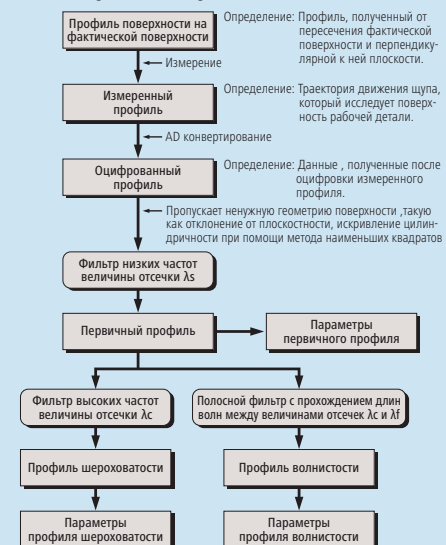 Профиль поверхности на
фактической поверхности
Определение: Профиль, полученный от
пересечения фактической
поверхности и перпендику-
лярной к ней плоскости.
Измерение
Измеренный
профиль
Определение: Траектория движения щупа,
который исследует поверх-
ность рабочей детали.
AD конвертирование
Оцифрованный
профиль
Определение: Данные , полученные после
оцифровки измеренного
профиля.
Пропускает ненужную геометрию поверхности ,такую
как отклонение от плоскостности, искривление цилин-
дричности при помощи метода наименьших квадратов
Фильтр низких частот
величины отсечки λs
Первичный профиль
Параметры
первичного профиля
Фильтр высоких частот
величины отсечки λc
Полосной фильтр с прохождением длин
волн между величинами отсечек λc и λf
Профиль шероховатости
Профиль волнистости
Параметры
профиля шероховатости
Параметры
профиля волнистости